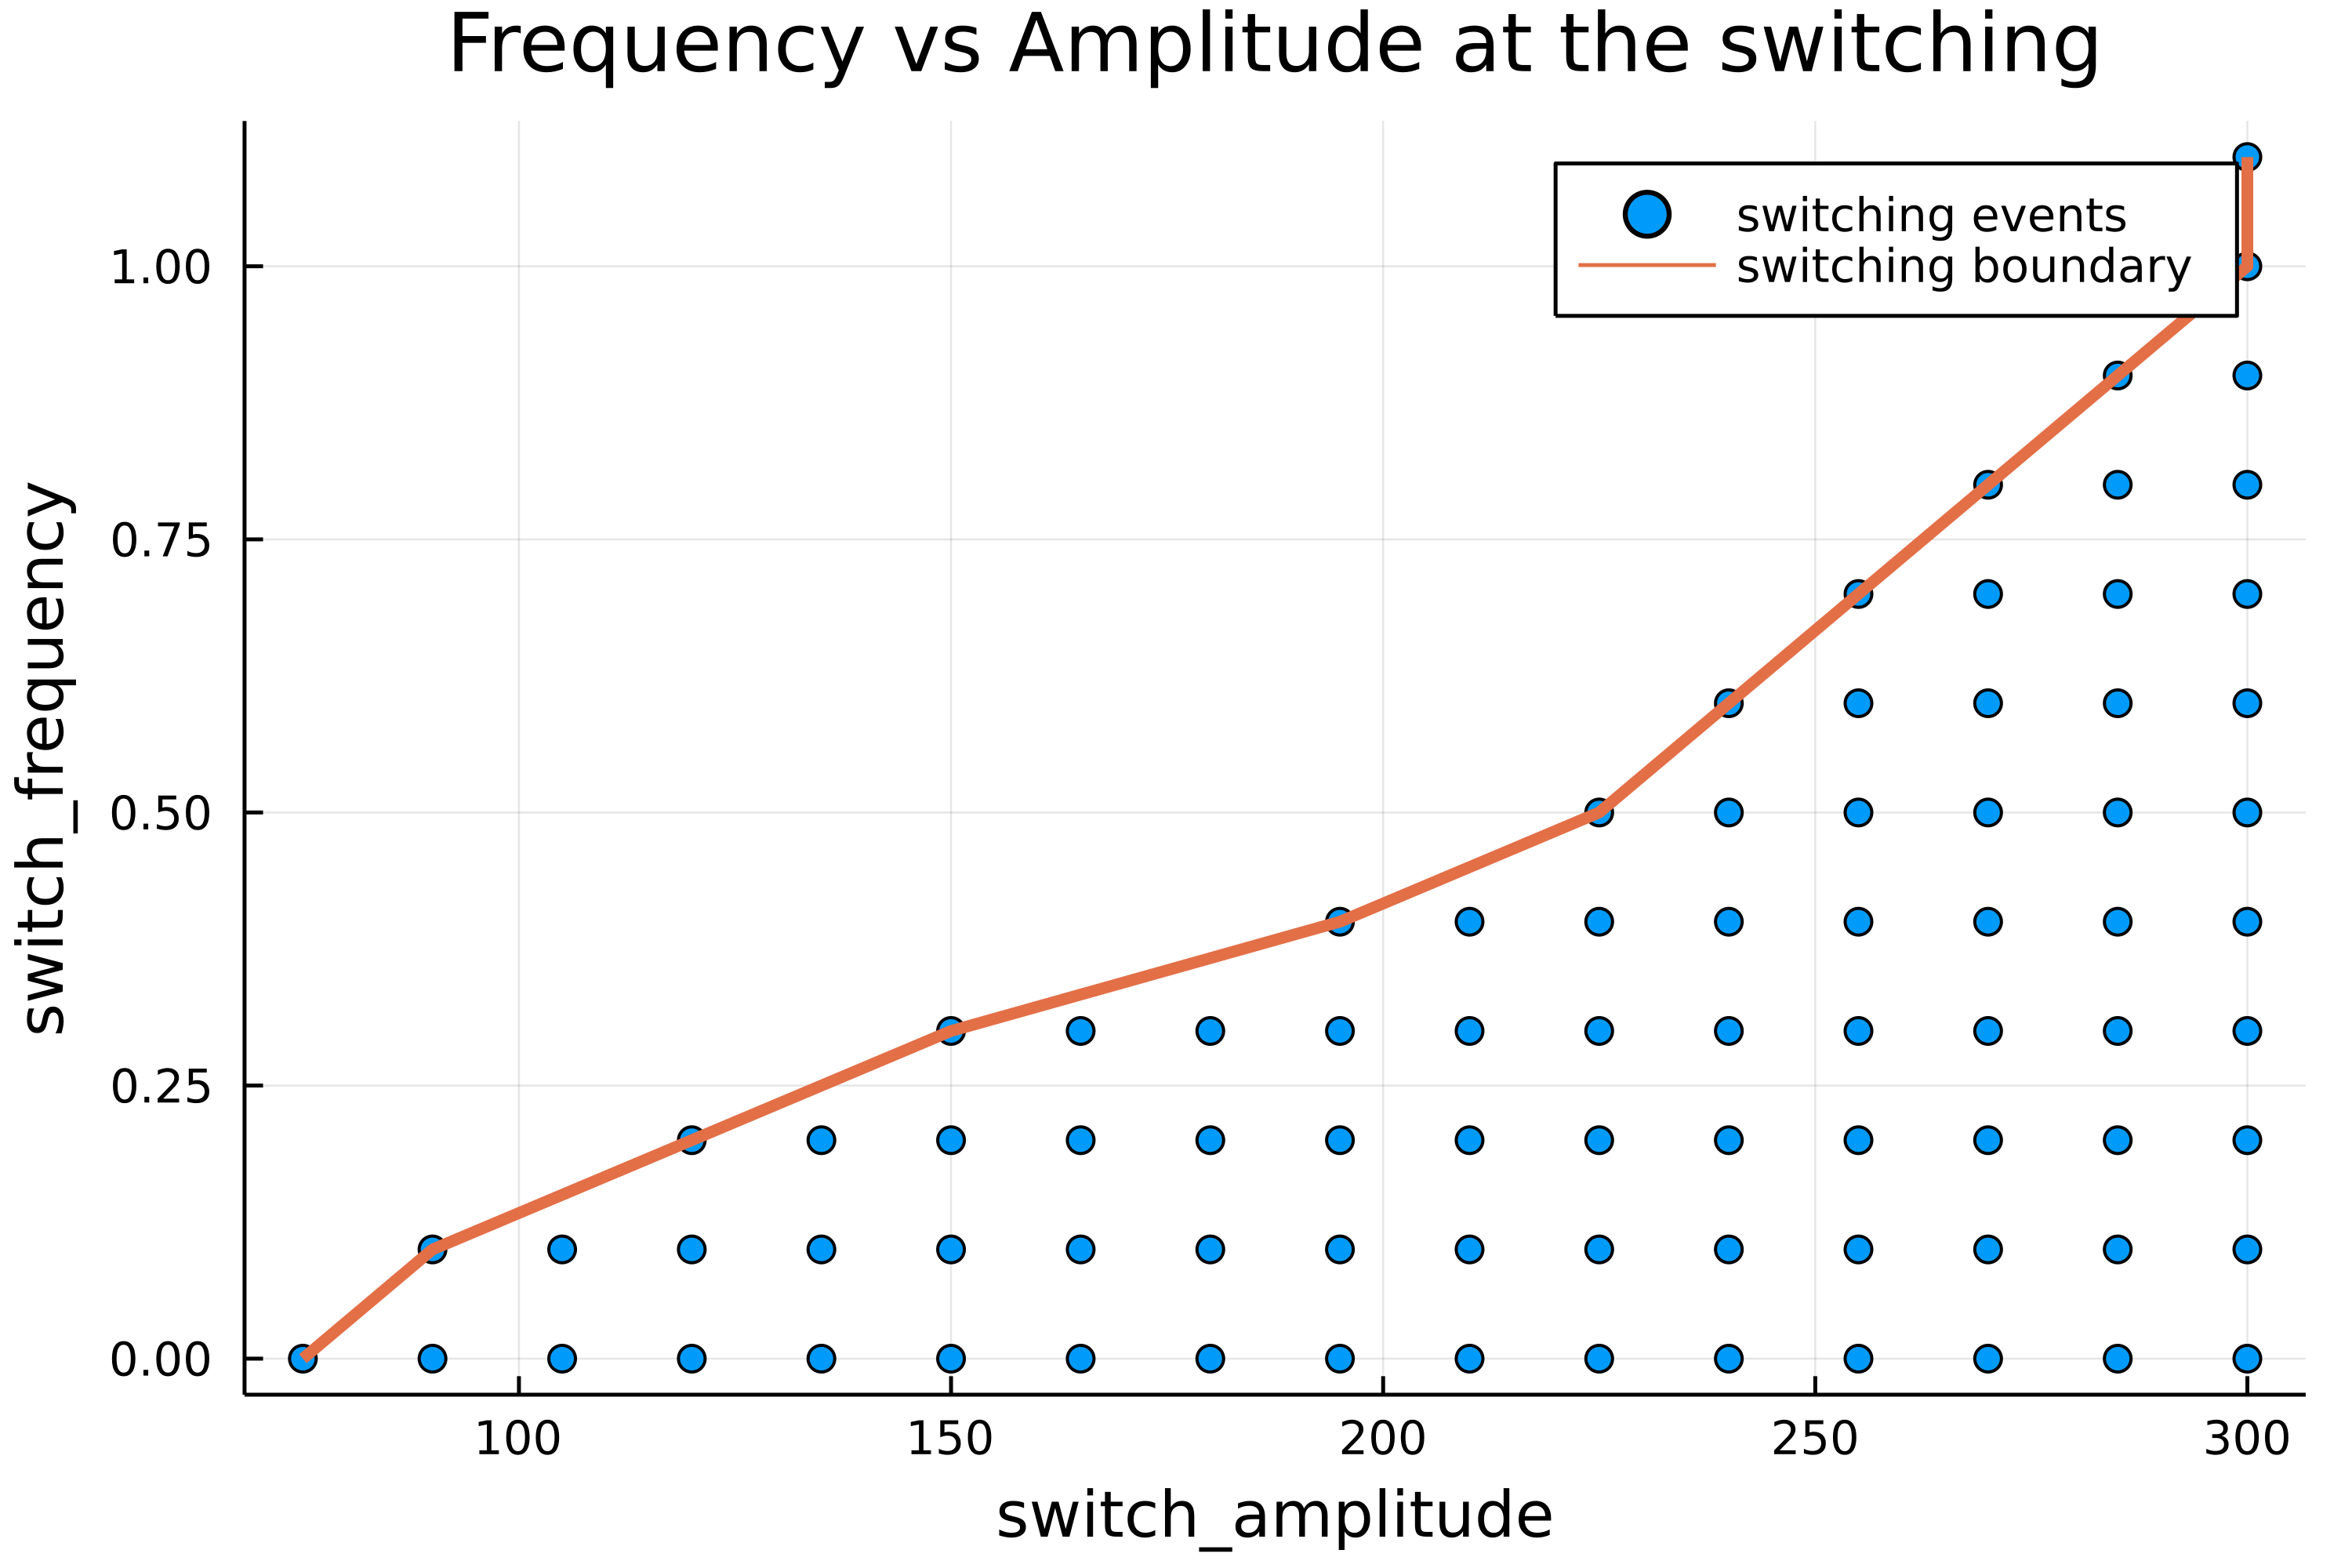 Frequency vs Amplitude at the switching
switching events
switching boundary
switch_frequency
1.00
0.75
0.50
0.25
0.00
100 150 200 250 300
switch_amplitude